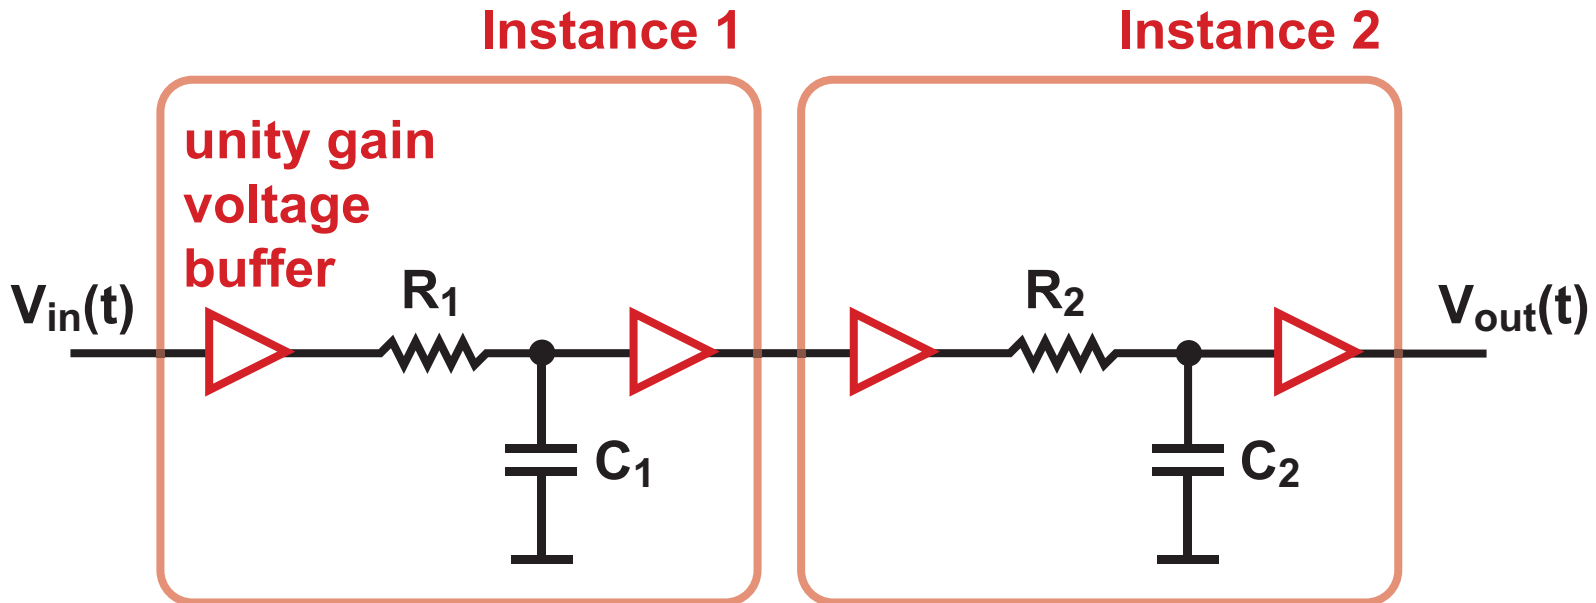 Instance 1
Instance 2
unity gain
voltage
buffer
Vin(t)
R1
C1
R2
C2
Vout(t)